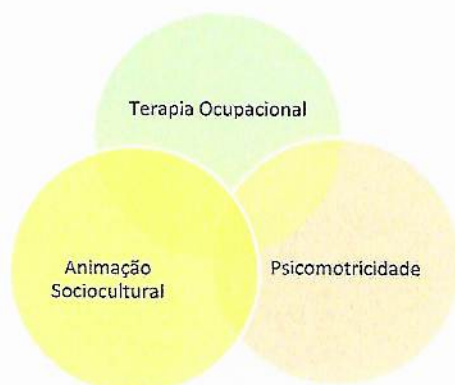 Terapia Ocupacional
Animação
Sociocultural
Psicomotricidade